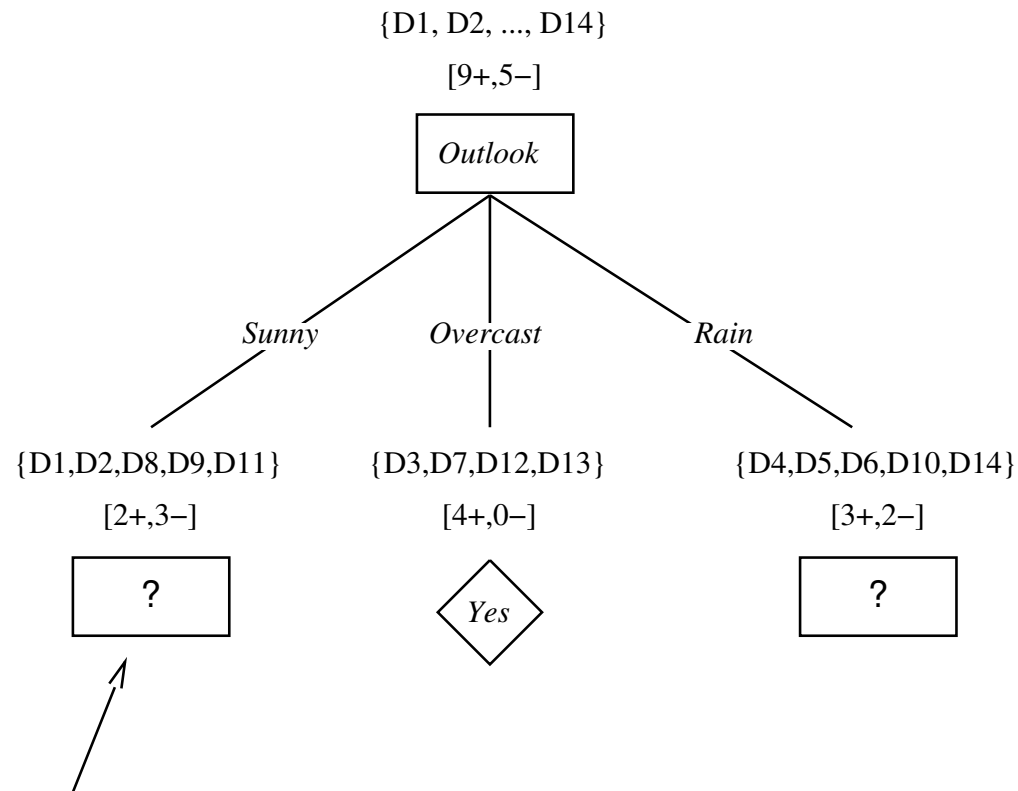 {D1, D2, ..., D14}
[9+,5−]
Outlook
Sunny Overcast Rain
{D1,D2,D8,D9,D11} {D3,D7,D12,D13} {D4,D5,D6,D10,D14}
[2+,3−] [4+,0−] [3+,2−]
? Yes ?